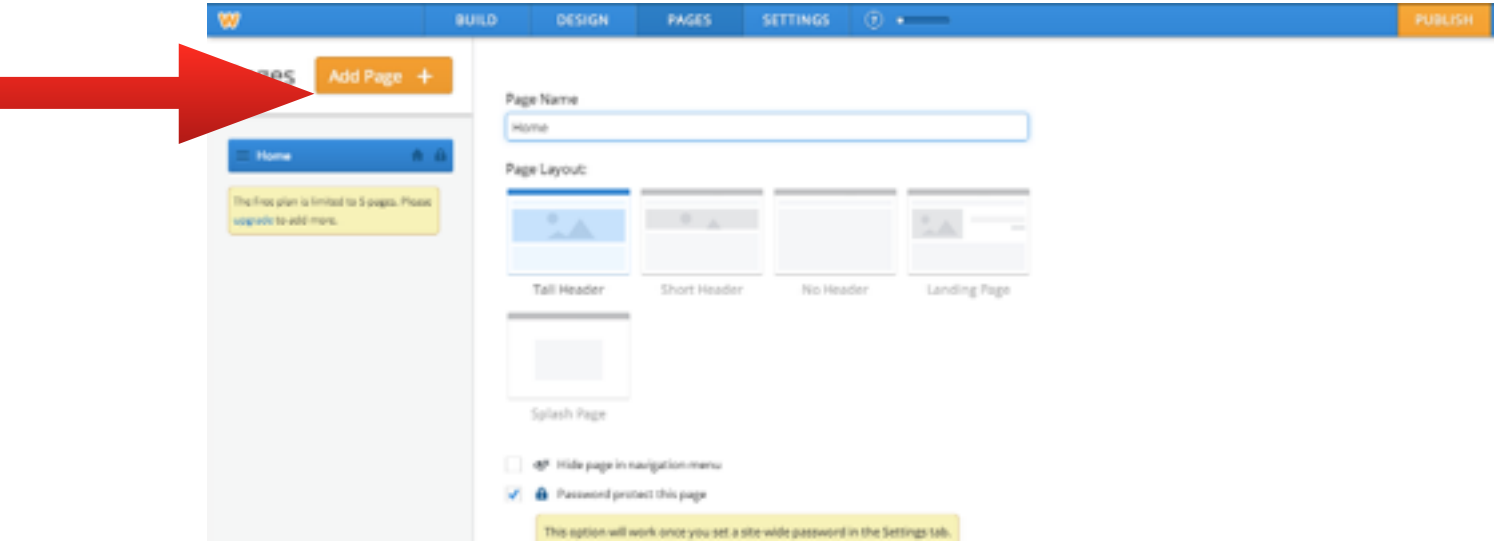 W BUILD DESIGN PAGES SETTINGS ? PUBLISH
Add Page +
Page Name
Home
Home
Page Layout:
The free plan is limited to 5 pages. Please
upgrade to add more.
Tall Header Short Header No Header Landing Page
Splash Page
Hide page in navigation menu
Password protect this page
This option will work once you set a site-wide password in the Settings tab.